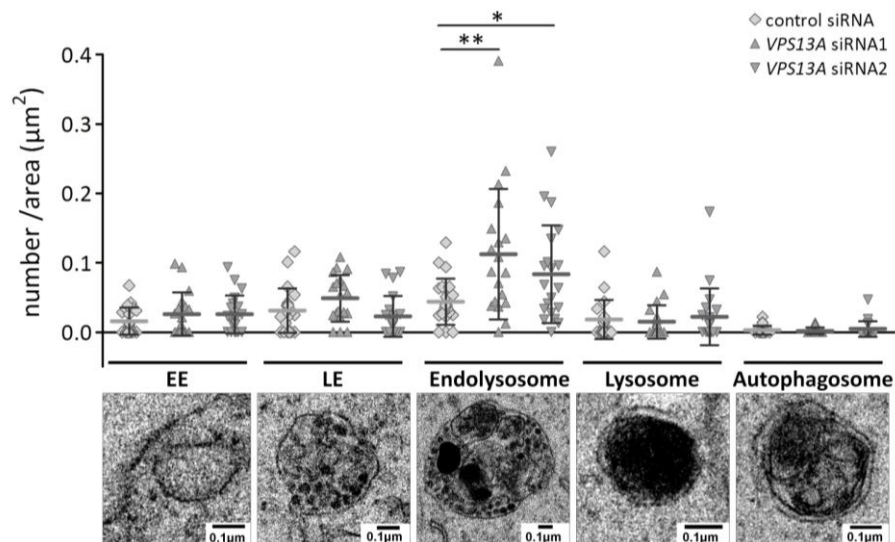 control siRNA
VPS13A siRNA1
VPS13A siRNA2
*
**
number /area (µm²)
0.4
0.3
0.2
0.1
0.0
EE LE Endolysosome Lysosome Autophagosome
0.1µm 0.1µm 0.1µm 0.1µm 0.1µm